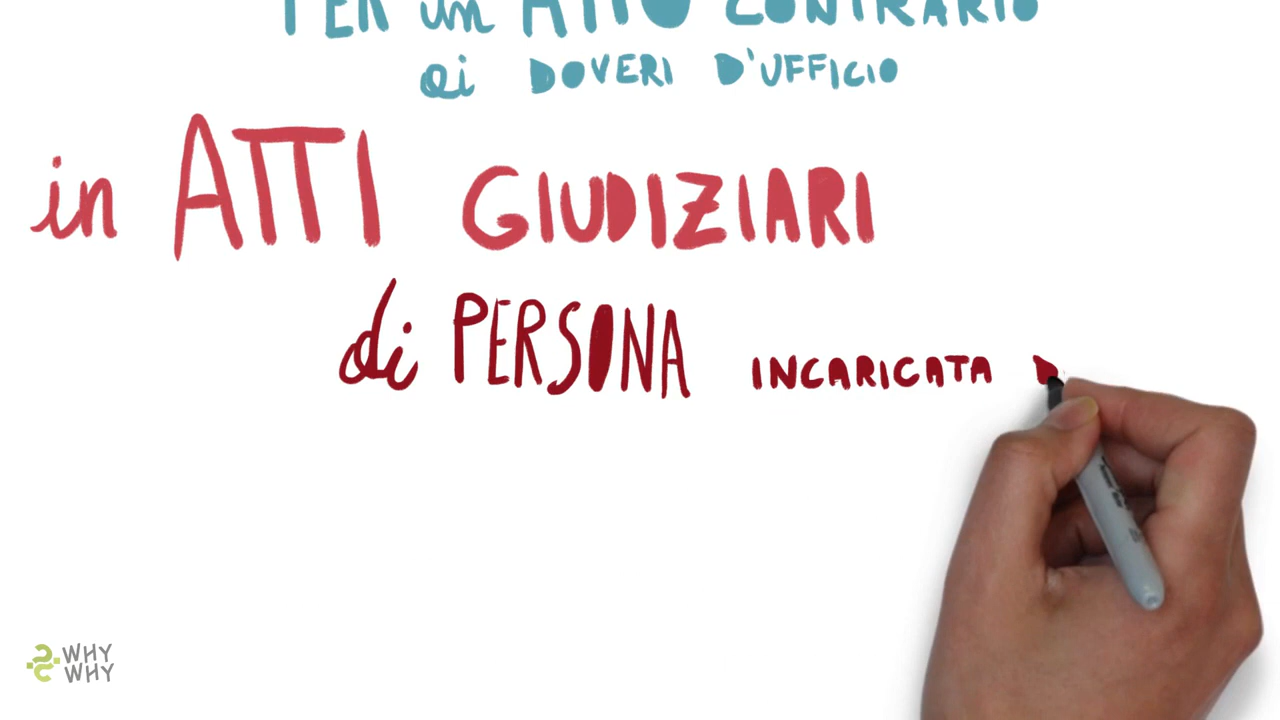 PER un ATTO CONTRARIO
ai DOVERI D'UFFICIO
in ATTI GIUDIZIARI
di PERSONA INCARICATA
WHY
WHY